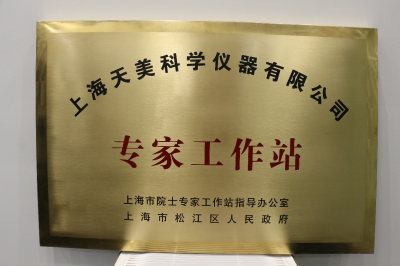 上海天美科学仪器有限公司
专家工作站
上海市院士专家工作站指导办公室
上海市松江区人民政府